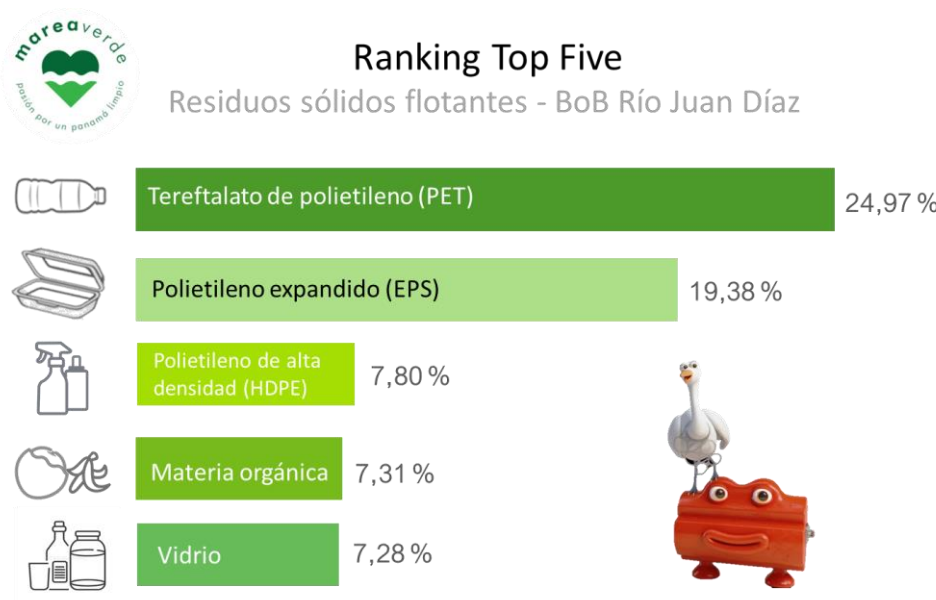 mareaverde
pasión por un panamá limpio
Ranking Top Five
Residuos sólidos flotantes - BoB Río Juan Díaz
Tereftalato de polietileno (PET)
24,97 %
Polietileno expandido (EPS)
19,38 %
Polietileno de alta
densidad (HDPE)
7,80 %
Materia orgánica
7,31 %
Vidrio
7,28 %